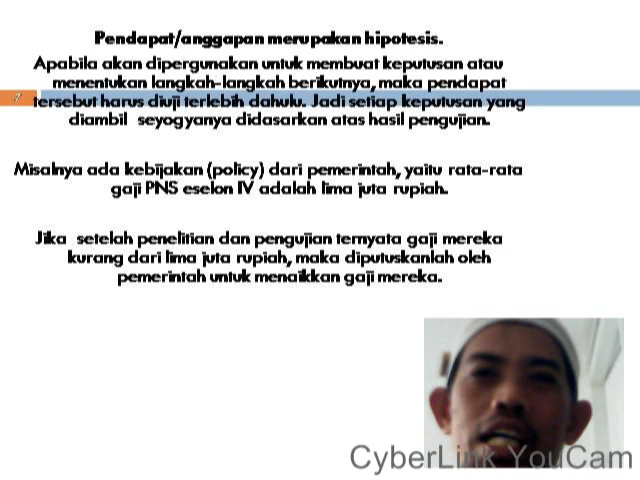 Pendapat/anggapan merupakan hipotesis.
Apabila akan dipergunakan untuk membuat keputusan atau
menentukan langkah-langkah berikutnya, maka pendapat
7
tersebut harus diuji terlebih dahulu. Jadi setiap keputusan yang
diambil seyogyanya didasarkan atas hasil pengujian.
Misalnya ada kebijakan (policy) dari pemerintah, yaitu rata-rata
gaji PNS eselon IV adalah lima juta rupiah.
Jika setelah penelitian dan pengujian ternyata gaji mereka
kurang dari lima juta rupiah, maka diputuskanlah oleh
pemerintah untuk menaikkan gaji mereka.
CyberLink YouCam